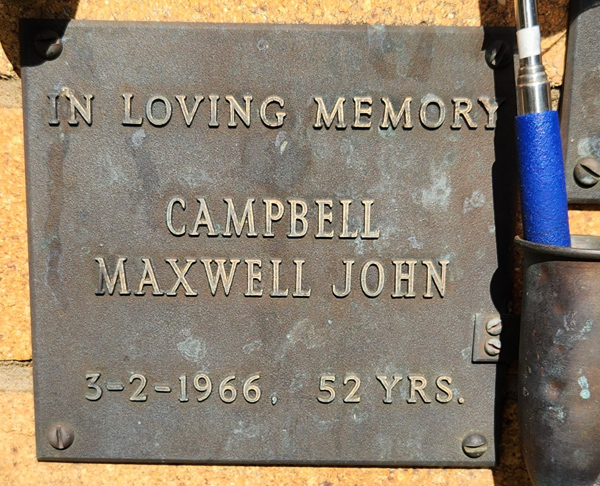 IN LOVING MEMORY
CAMPBELL
MAXWELL JOHN
3-2-1966, 52 YRS.